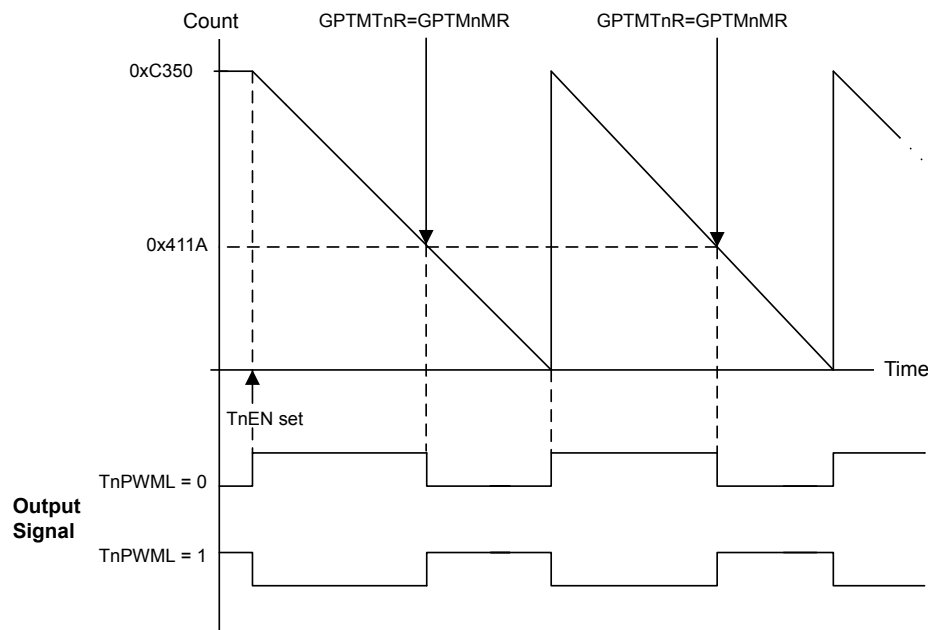 Count
GPTMTnR=GPTMnMR
GPTMTnR=GPTMnMR
0xC350
0x411A
Time
TnEN set
TnPWML = 0
Output
Signal
TnPWML = 1